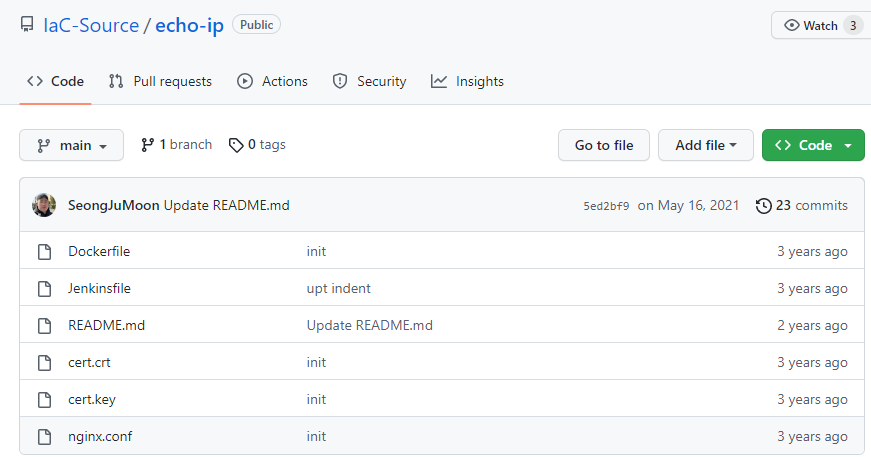 IaC-Source / echo-ip Public Watch 3
Code Pull requests Actions Security Insights
main 1 branch 0 tags Go to file Add file Code
SeongJuMoon Update README.md 5ed2bf9 on May 16, 2021 23 commits
Dockerfile init 3 years ago
Jenkinsfile upt indent 3 years ago
README.md Update README.md 2 years ago
cert.crt init 3 years ago
cert.key init 3 years ago
nginx.conf init 3 years ago